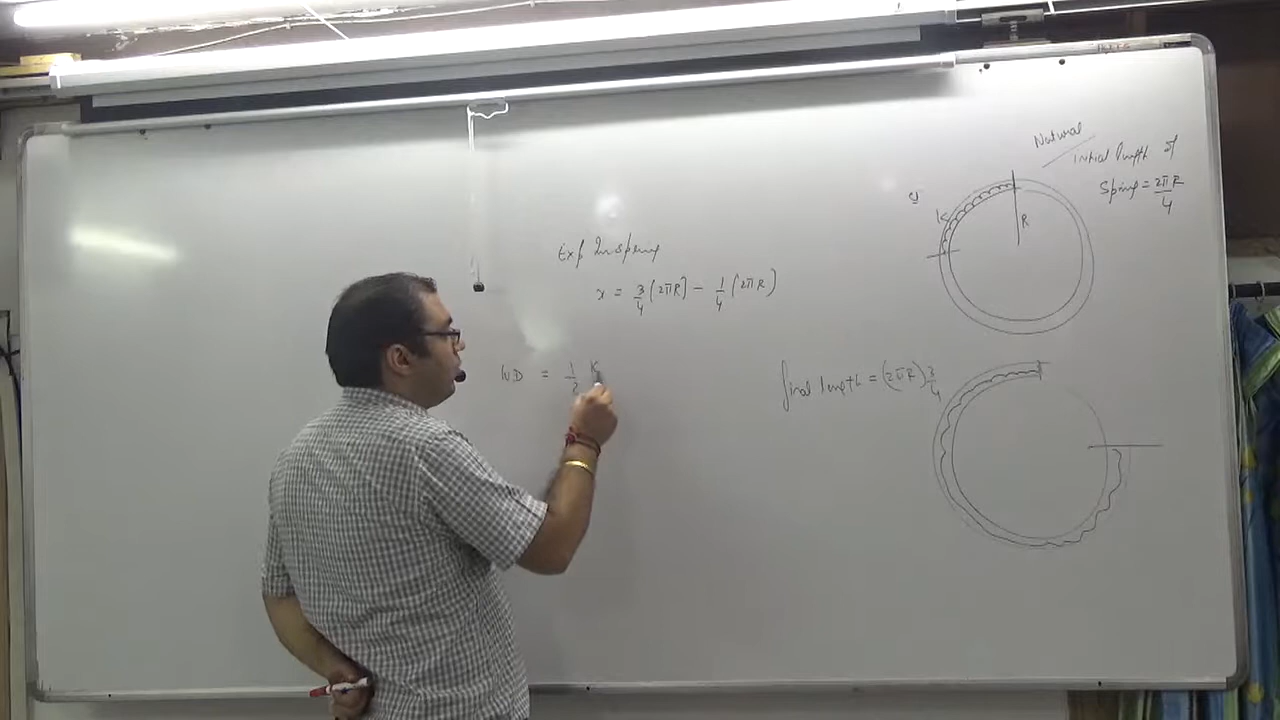 Natural
initial length of
Spring = 2πR/4
Q
K
R
Exp In Spring
x = 3/4 (2πR) - 1/4 (2πR)
WD = 1/2 K
final length = (2πR) 3/4